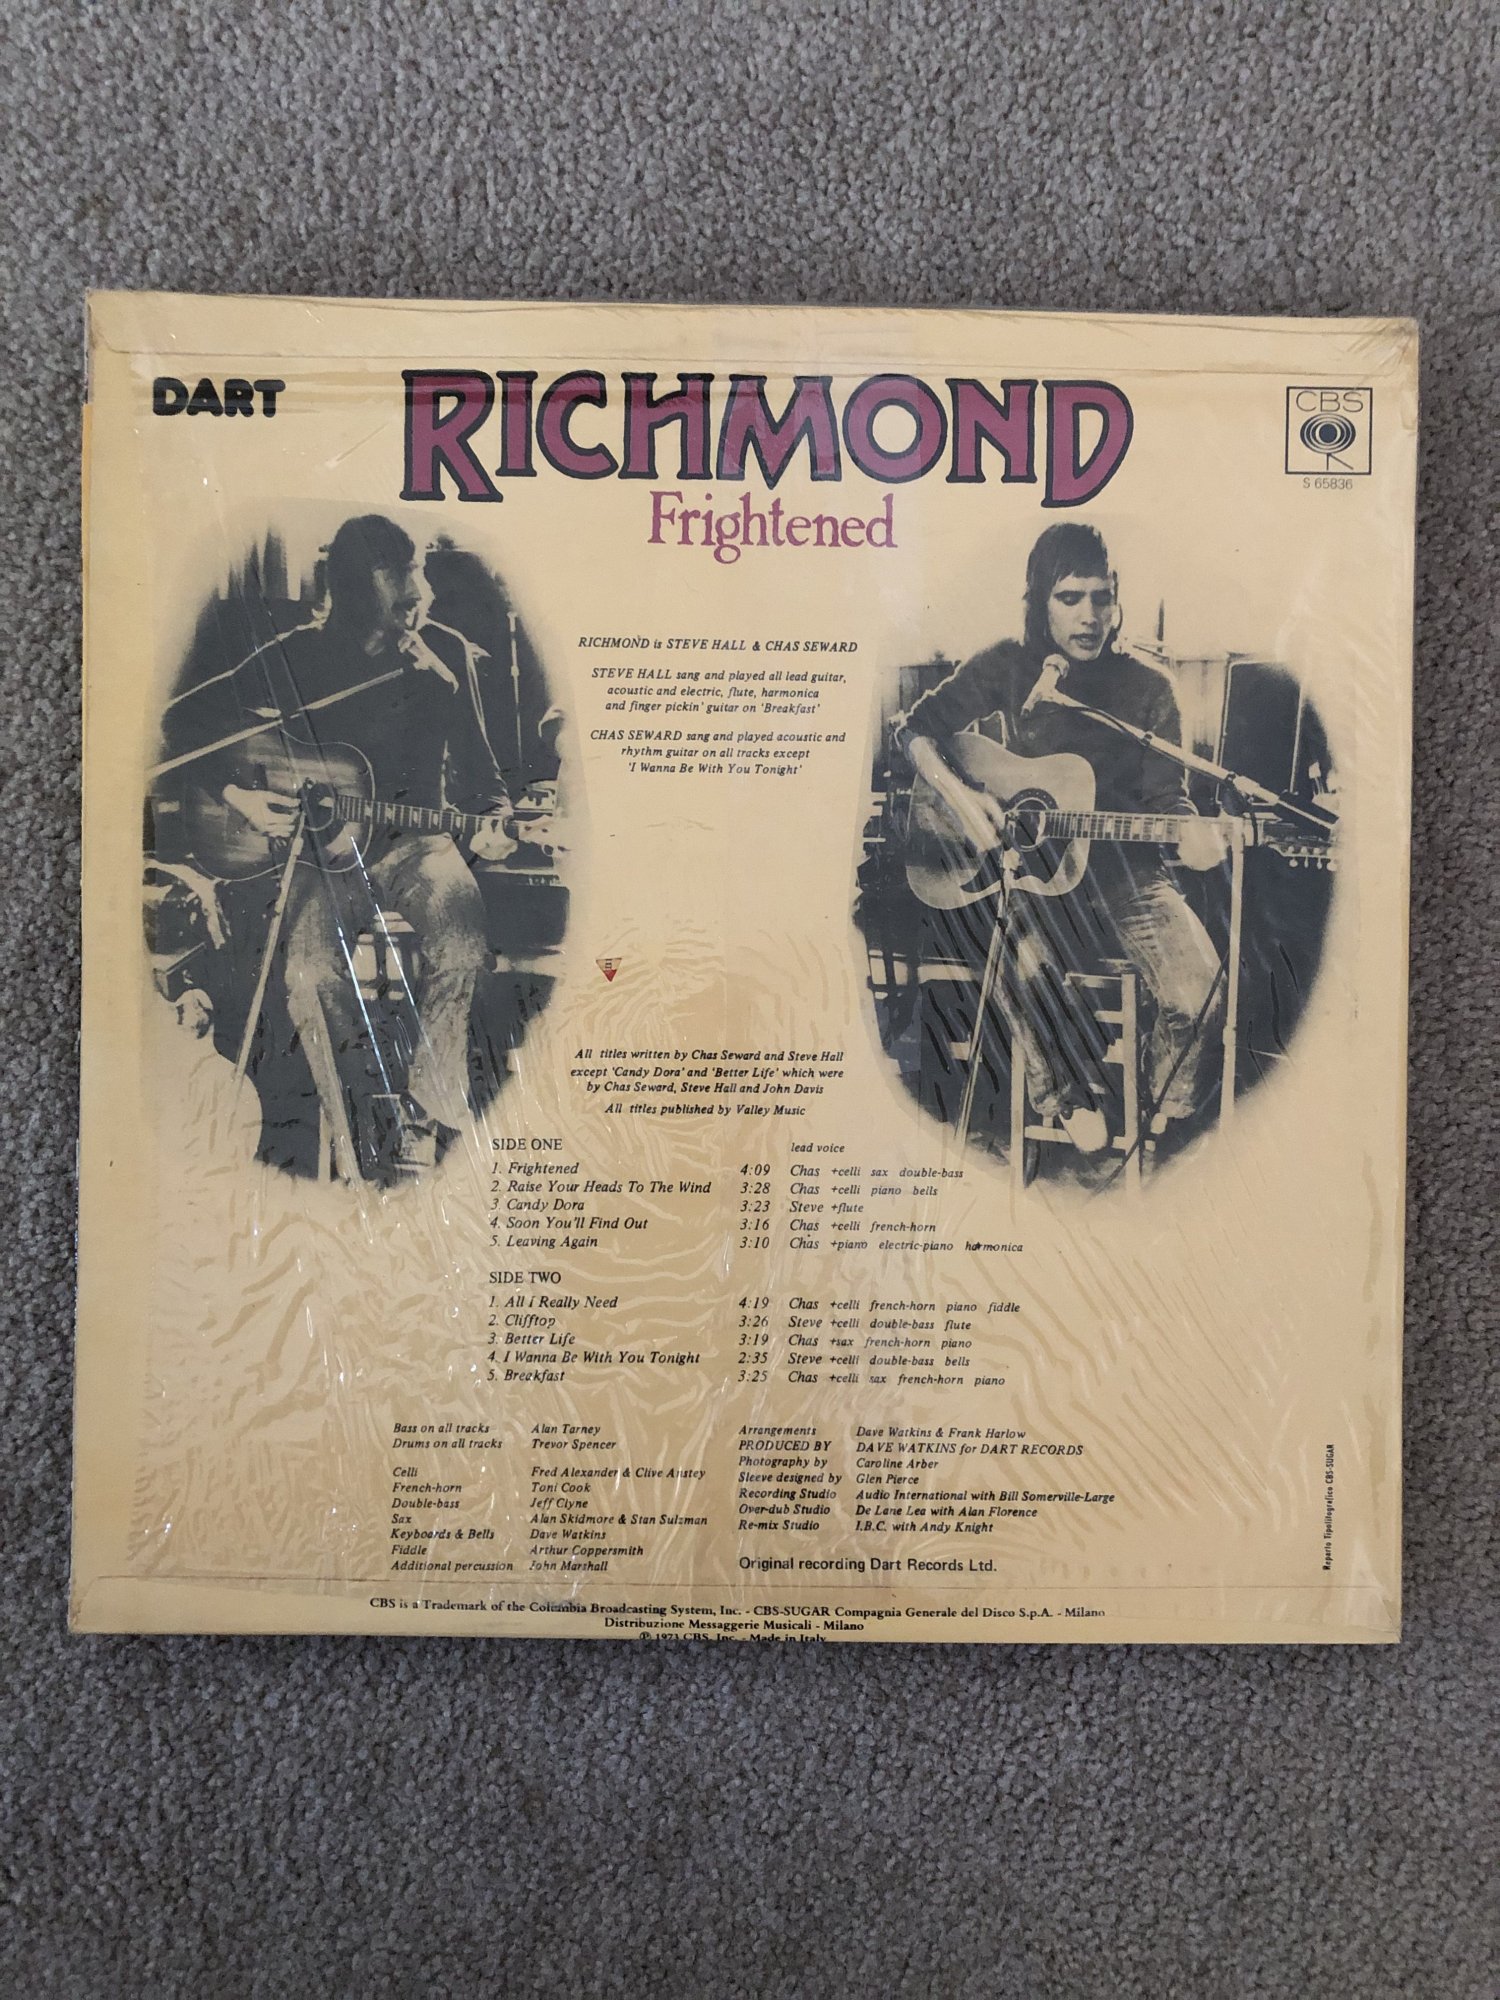 DART
RICHMOND
CBS
S 65836
Frightened
RICHMOND is STEVE HALL & CHAS SEWARD
STEVE HALL sang and played all lead guitar,
acoustic and electric, flute, harmonica
and finger pickin' guitar on 'Breakfast'
CHAS SEWARD sang and played acoustic and
rhythm guitar on all tracks except
'I Wanna Be With You Tonight'
All titles written by Chas Seward and Steve Hall
except 'Candy Dora' and 'Better Life' which were
by Chas Seward, Steve Hall and John Davis
All titles published by Valley Music
SIDE ONE lead voice
1. Frightened 4:09 Chas +celli sax double-bass
2. Raise Your Heads To The Wind 3:28 Chas +celli piano bells
3. Candy Dora 3:23 Steve +flute
4. Soon You'll Find Out 3:16 Chas +celli french-horn
5. Leaving Again 3:10 Chas +piano electric-piano harmonica
SIDE TWO
1. All I Really Need 4:19 Chas +celli french-horn piano fiddle
2. Clifftop 3:26 Steve +celli double-bass flute
3. Better Life 3:19 Chas +sax french-horn piano
4. I Wanna Be With You Tonight 2:35 Steve +celli double-bass bells
5. Breakfast 3:25 Chas +celli sax french-horn piano
Bass on all tracks Alan Tarney
Drums on all tracks Trevor Spencer
Celli Fred Alexander & Clive Anstey
French-horn Toni Cook
Double-bass Jeff Clyne
Sax Alan Skidmore & Stan Sulzman
Keyboards & Bells Dave Watkins
Fiddle Arthur Coppersmith
Additional percussion John Marshall
Arrangements Dave Watkins & Frank Harlow
PRODUCED BY DAVE WATKINS for DART RECORDS
Photography by Caroline Arber
Sleeve designed by Glen Pierce
Recording Studio Audio International with Bill Somerville-Large
Over-dub Studio De Lane Lea with Alan Florence
Re-mix Studio I.B.C. with Andy Knight
Original recording Dart Records Ltd.
Reparto Tipolitografico CBS-SUGAR
CBS is a Trademark of the Columbia Broadcasting System, Inc. - CBS-SUGAR Compagnia Generale del Disco S.p.A. - Milano
Distribuzione Messaggerie Musicali - Milano
℗ 1973 CBS, Inc. - Made in Italy